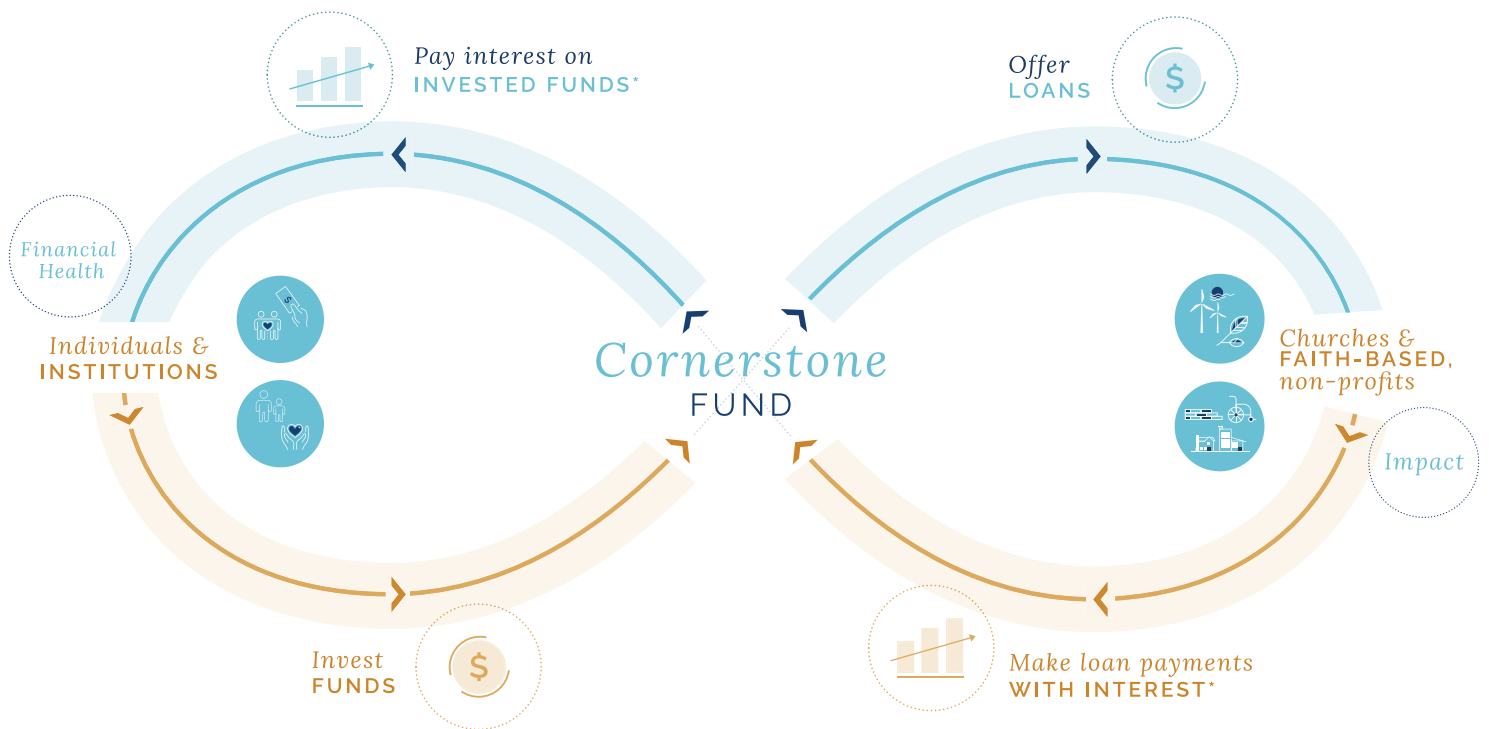 Pay interest on
INVESTED FUNDS*
Offer
LOANS
$
Financial
Health
$
Individuals &
INSTITUTIONS
Cornerstone
FUND
Churches &
FAITH-BASED,
non-profits
Impact
Invest
FUNDS
$
Make loan payments
WITH INTEREST*